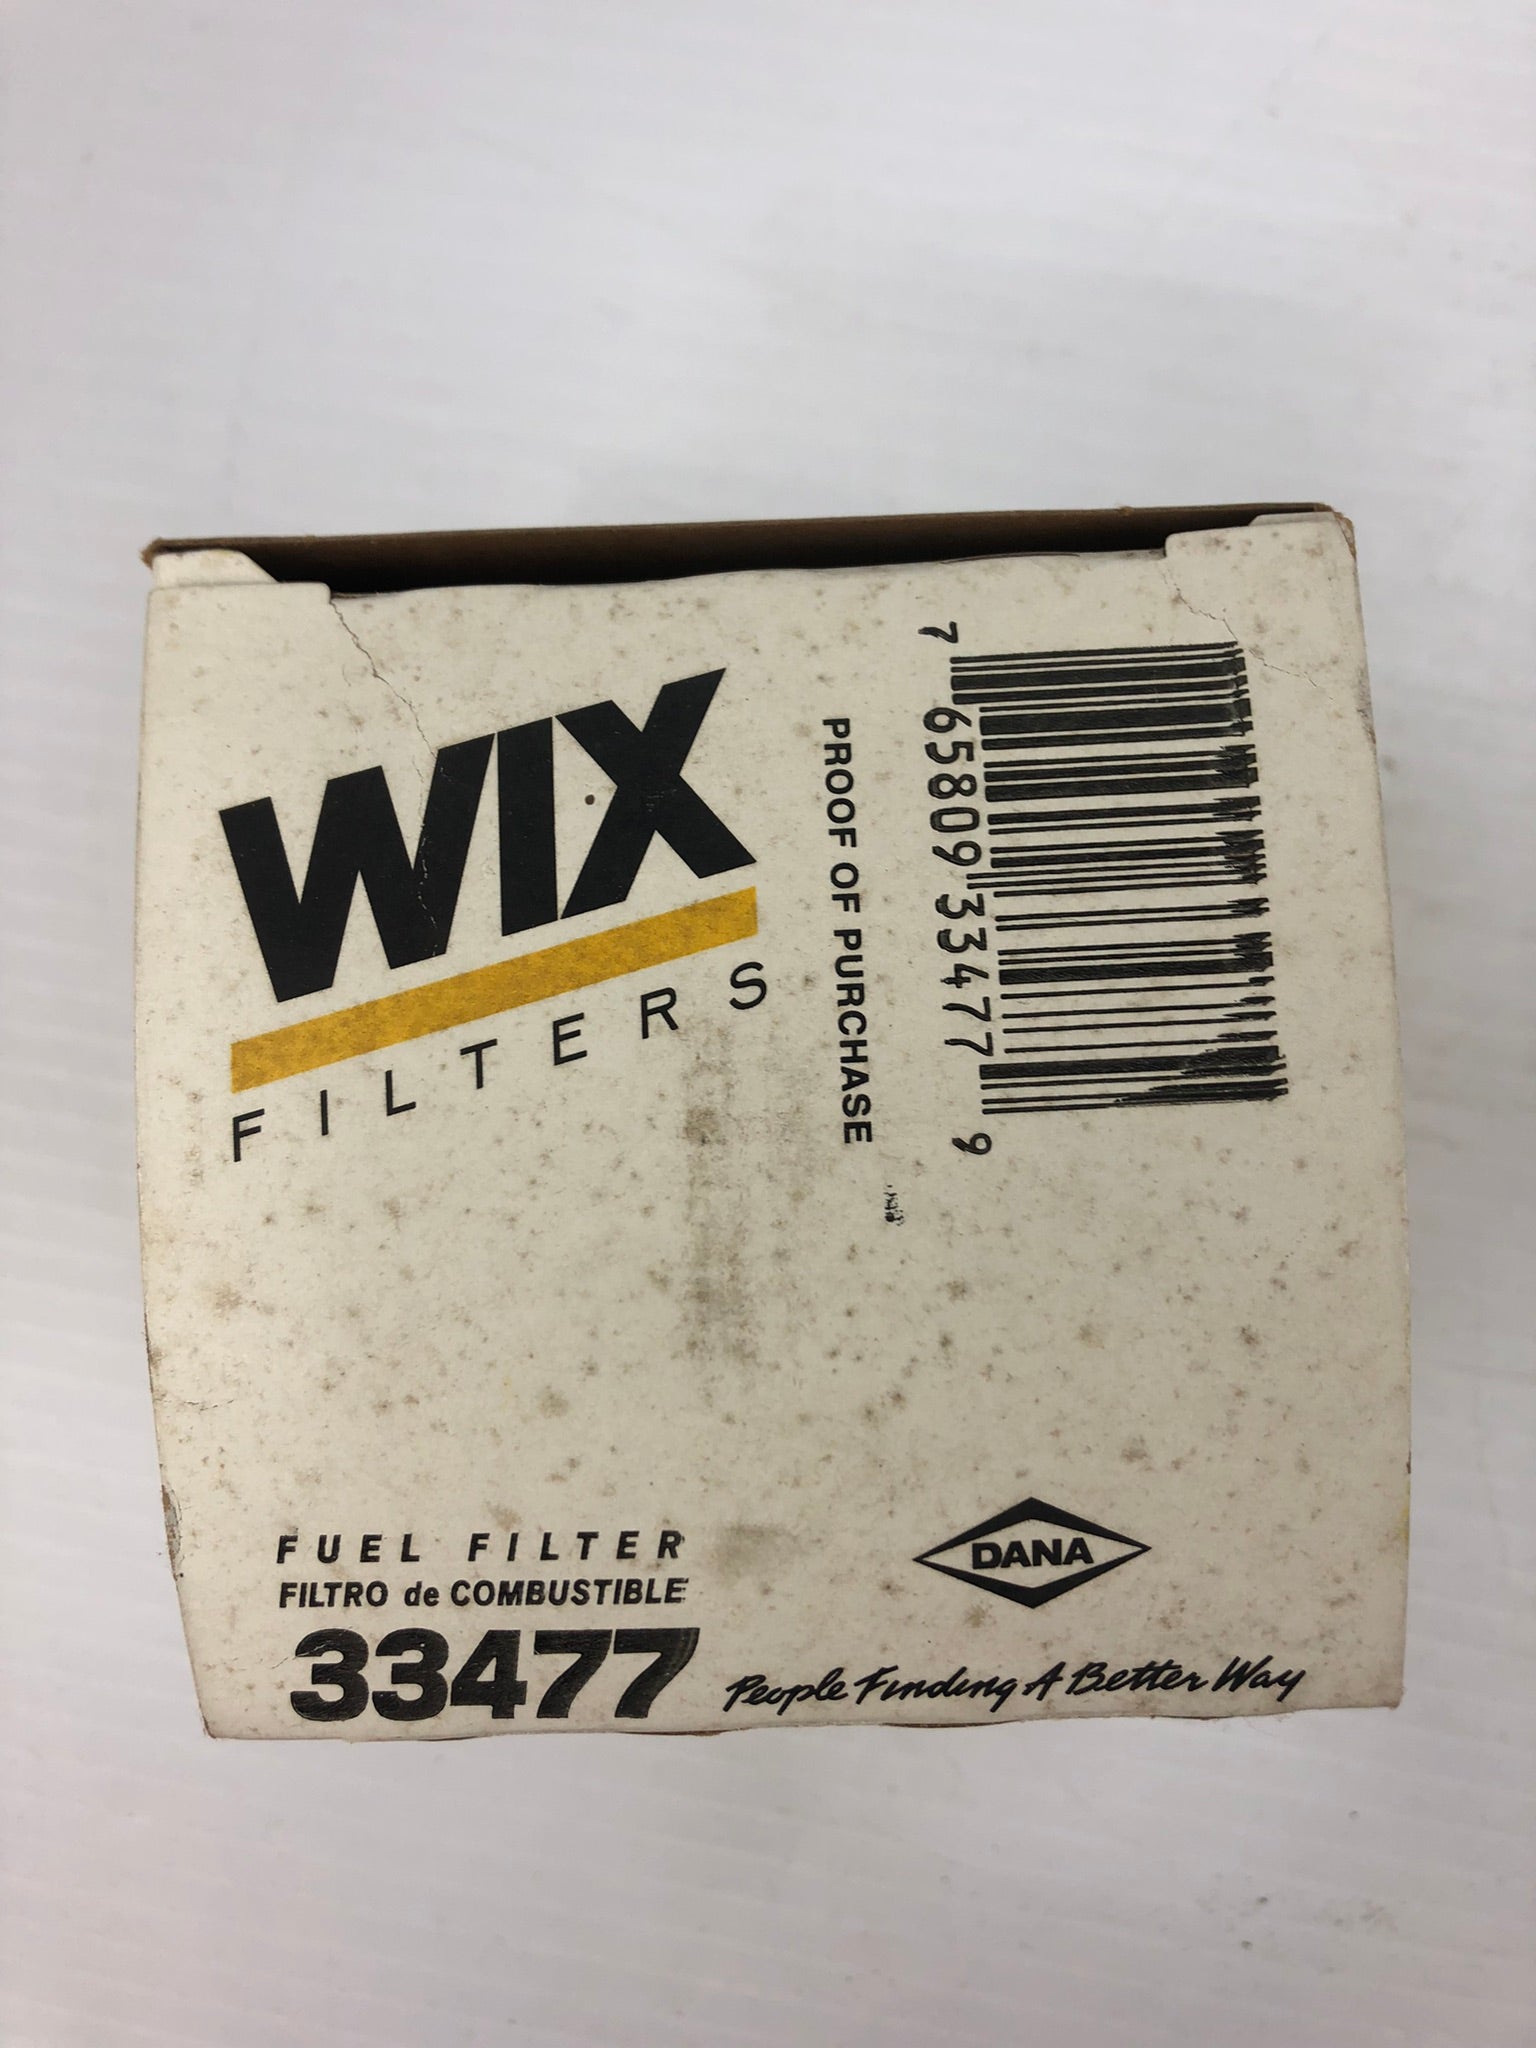 WIX
FILTERS
PROOF OF PURCHASE
7 65809 33477 9
FUEL FILTER
FILTRO de COMBUSTIBLE
33477
DANA
People Finding A Better Way